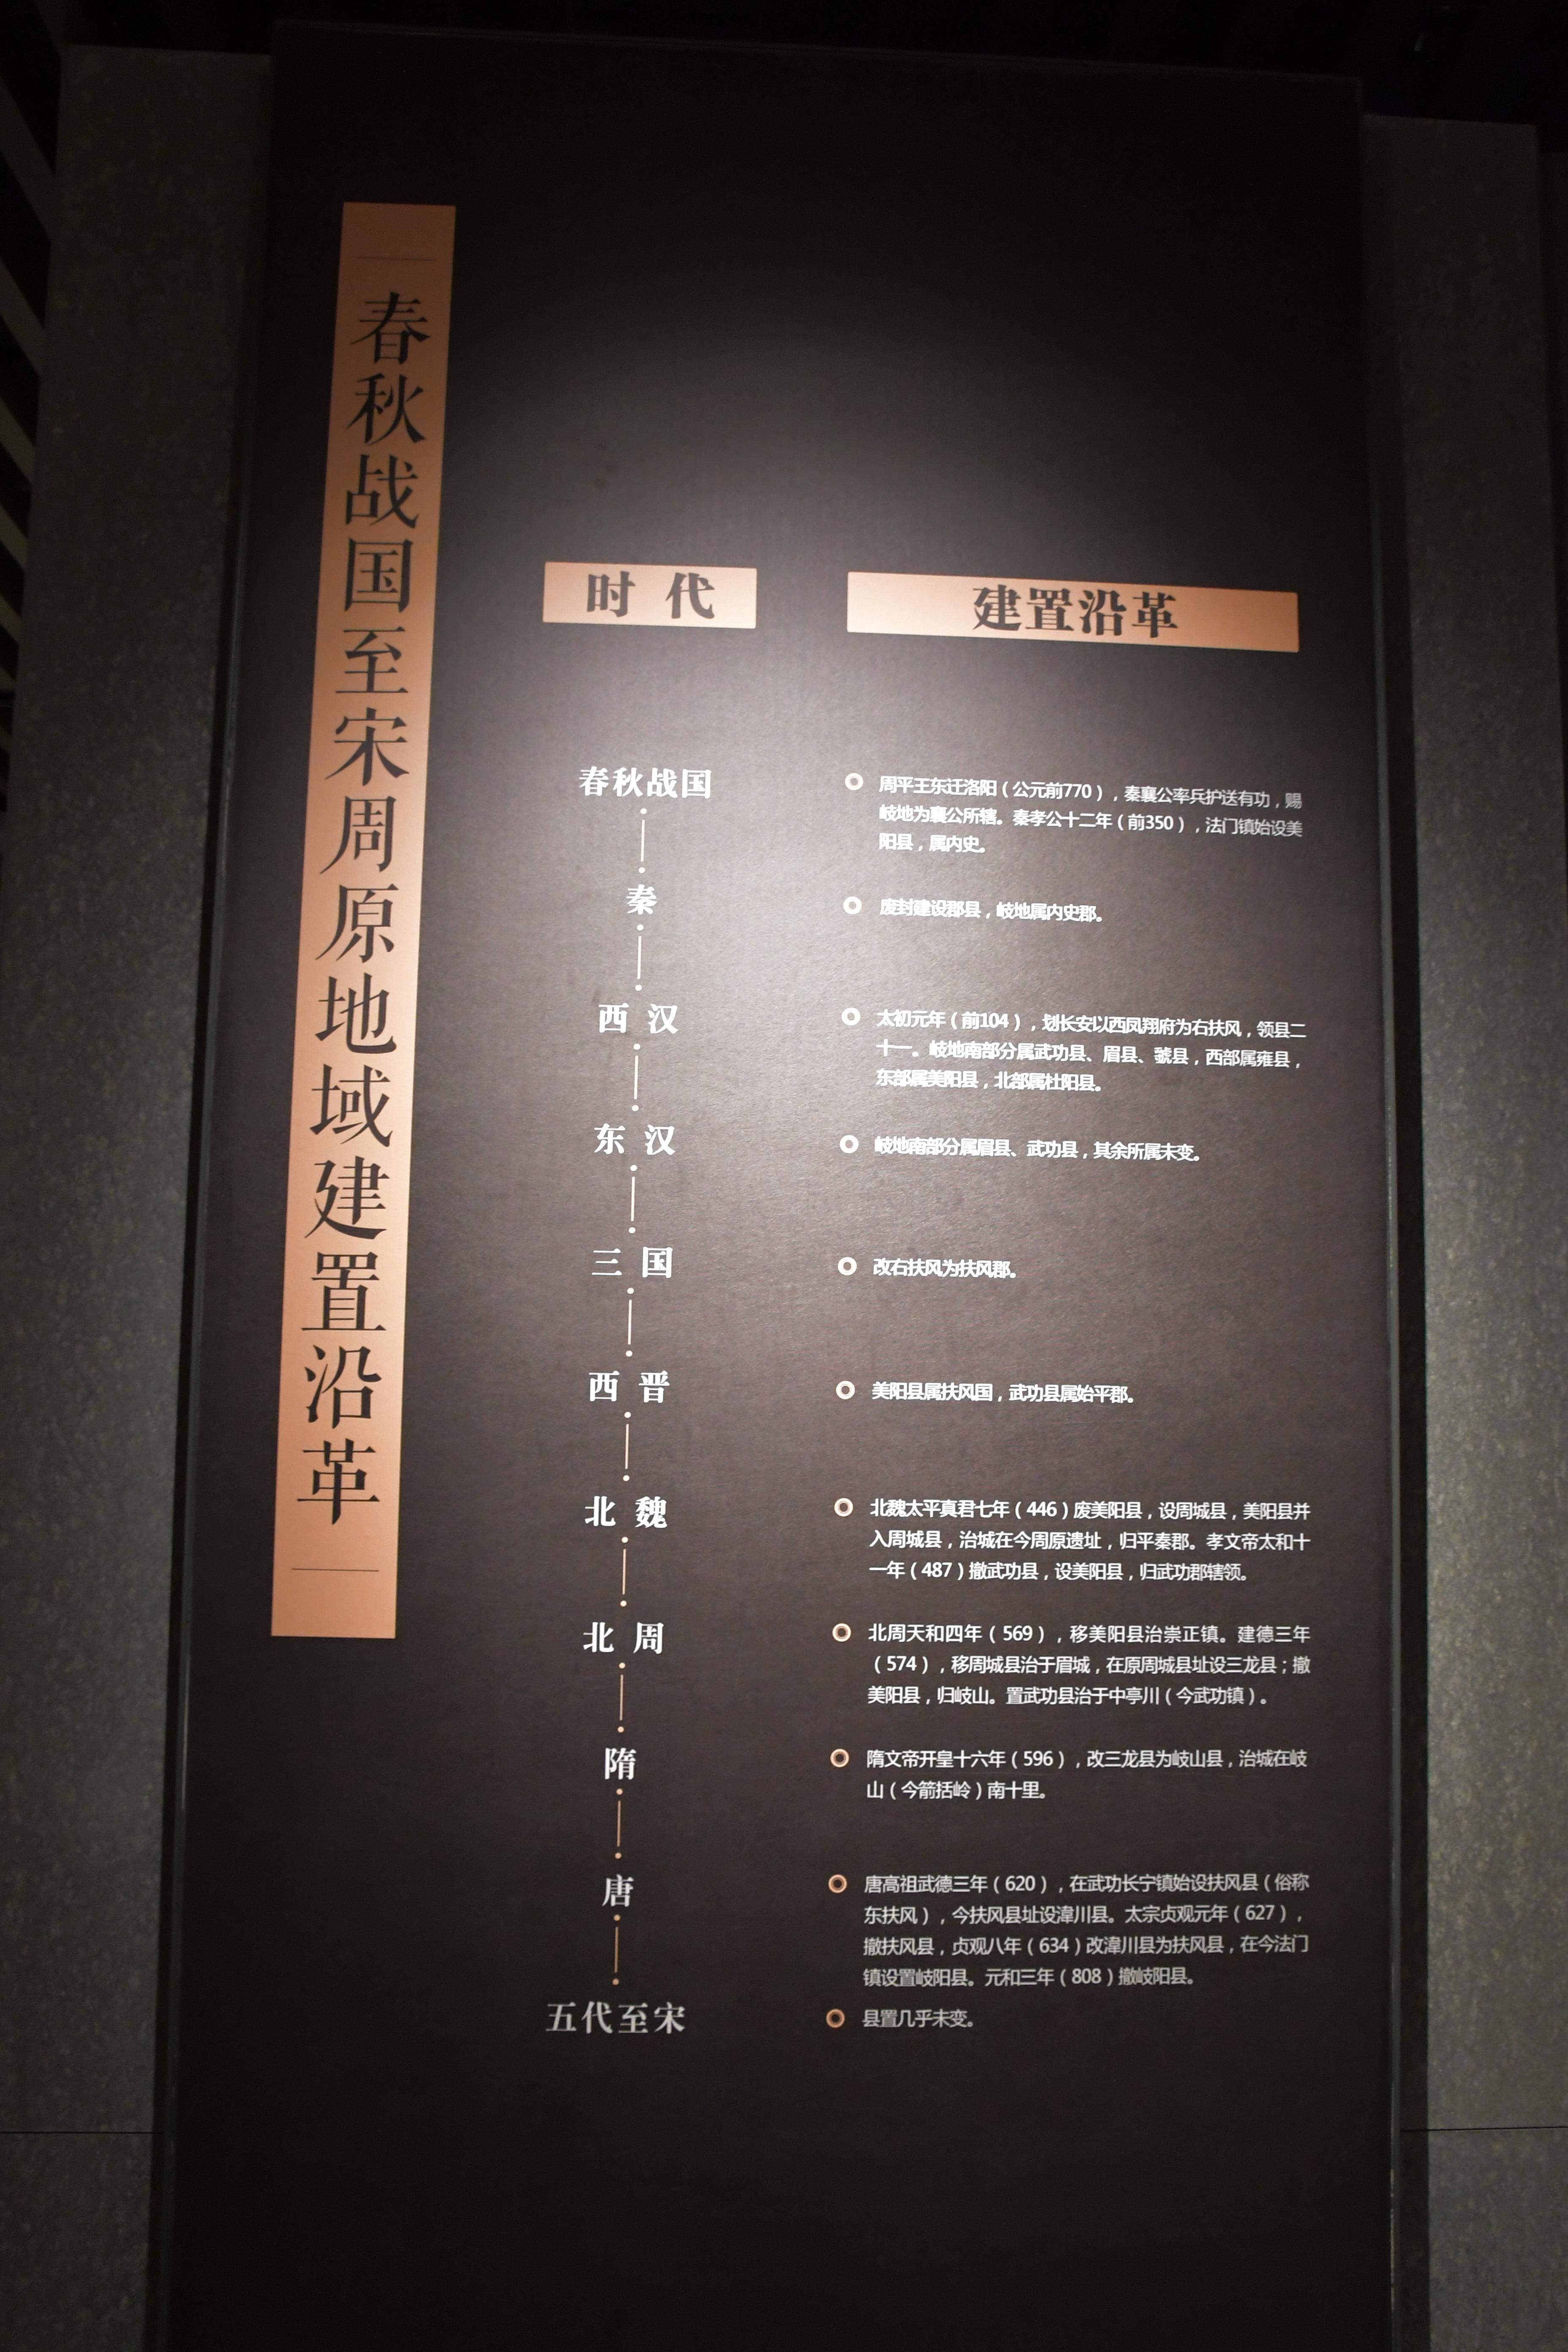 春秋战国至宋周原地域建置沿革
时代
建置沿革
春秋战国
周平王东迁洛阳（公元前770），秦襄公率兵护送有功，赐
岐地为襄公所辖。秦孝公十二年（前350），法门镇始设美
阳县，属内史。
秦
废封建设郡县，岐地属内史郡。
西汉
太初元年（前104），划长安以西凤翔府为右扶风，领县二
十一。岐地南部分属武功县、眉县、虢县，西部属雍县，
东部属美阳县，北部属杜阳县。
东汉
岐地南部分属眉县、武功县，其余所属未变。
三国
改右扶风为扶风郡。
西晋
美阳县属扶风国，武功县属始平郡。
北魏
北魏太平真君七年（446）废美阳县，设周城县，美阳县并
入周城县，治城在今周原遗址，归平秦郡。孝文帝太和十
一年（487）撤武功县，设美阳县，归武功郡辖领。
北周
北周天和四年（569），移美阳县治崇正镇。建德三年
（574），移周城县治于眉城，在原周城县址设三龙县；撤
美阳县，归岐山。置武功县治于中亭川（今武功镇）。
隋
隋文帝开皇十六年（596），改三龙县为岐山县，治城在岐
山（今箭括岭）南十里。
唐
唐高祖武德三年（620），在武功长宁镇始设扶风县（俗称
东扶风），今扶风县址设湋川县。太宗贞观元年（627），
撤扶风县，贞观八年（634）改湋川县为扶风县，在今法门
镇设置岐阳县。元和三年（808）撤岐阳县。
五代至宋
县置几乎未变。